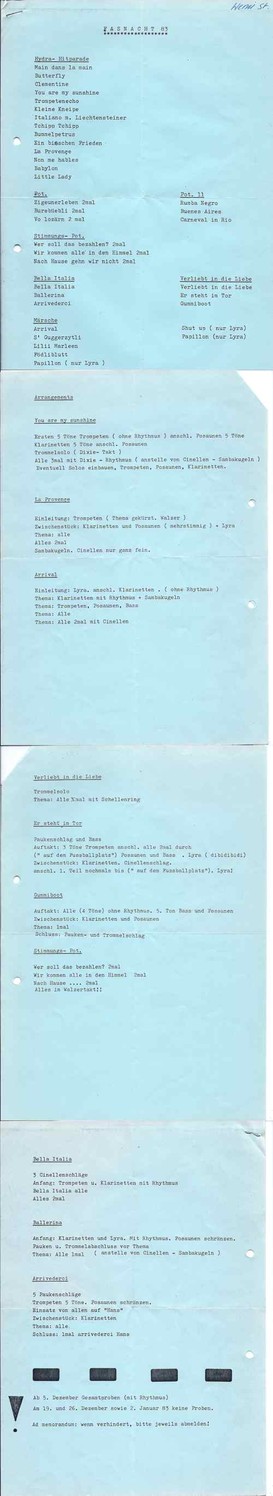 FASNACHT 83
Hydra- Hitparade
Main dans la main
Butterfly
Clementine
You are my sunshine
Trompetenecho
Kleine Kneipe
Italiano m. Liechtensteiner
Tchipp Tchipp
Bummelpetrus
Ein bisschen Frieden
La Provençe
Non me hables
Babylon
Little Lady
Pot. Pot. 11
Zigeunerleben 2mal Rumba Negro
Burestübli 2mal Buenos Aires
Vo Lozärn 2 mal Carneval in Rio
Stimmungs- Pot.
Wer soll das bezahlen? 2mal
Wir kommen alle in den Himmel 2mal
Nach Hause gehn wir nicht 2mal
Bella Italia Verliebt in die Liebe
Bella Italia Verliebt in die Liebe
Ballerina Er steht im Tor
Arrivederci Gummiboot
Märsche
Arrival Shut up ( nur Lyra)
S' Guggerzytli Papillon (nur Lyra)
Lilli Marleen
Födlibutt
Papillon ( nur Lyra )
Arrangements
You are my sunshine
Ersten 5 Töne Trompeten ( ohne Rhythmus ) anschl. Posaunen 5 Töne
Klarinetten 5 Töne anschl. Posaunen
Trommelsolo ( Dixie- Takt )
Alle 3mal mit Dixie - Rhythmus ( anstelle von Cinellen - Sambakugeln )
Eventuell Solos einbauen, Trompeten, Posaunen, Klarinetten.
La Provençe
Einleitung: Trompeten ( Thema gekürzt. Walzer )
Zwischenstück: Klarinetten und Posaunen ( mehrstimmig ) + Lyra
Thema: alle
Alles 2mal
Sambakugeln. Cinellen nur ganz fein.
Arrival
Einleitung: Lyra. anschl. Klarinetten . ( ohne Rhythmus )
Thema: Klarinetten mit Rhythmus + Sambakugeln
Thema: Trompeten, Posaunen, Bass
Thema: Alle
Thema: Alle 2mal mit Cinellen
Verliebt in die Liebe
Trommelsolo
Thema: Alle mit Schellenring
Er steht im Tor
Paukenschlag und Bass
Auftakt: 3 Töne Trompeten anschl. alle 2mal durch
(" auf dem Fussballplatz") Posaunen und Bass . Lyra ( dibidibidi)
Zwischenstück: Klarinetten. Cinellenschlag.
anschl. 1. Teil nochmals bis (" auf dem Fussballplatz"), Lyra)
Gummiboot
Auftakt: Alle (4 Töne) ohne Rhythmus. 5. Ton Bass und Posaunen
Zwischenstück: Klarinetten und Posaunen
Thema: 1mal
Schluss: Pauken- und Trommelschlag
Stimmungs- Pot.
Wer soll das bezahlen? 2mal
Wir kommen alle in den Himmel 2mal
Nach Hause .... 2mal
Alles im Walzertakt!!
Bella Italia
5 Cinellenschläge
Anfang: Trompeten u. Klarinetten mit Rhythmus
Bella Italia alle
Alles 2mal
Ballerina
Anfang: Klarinetten und Lyra. Mit Rhythmus. Posaunen schränzen.
Pauken u. Trommelabschluss vor Thema
Thema: Alle 1mal ( anstelle von Cinellen - Sambakugeln )
Arrivederci
5 Paukenschläge
Trompeten 3 Töne. Posaunen schränzen.
Einsatz von allen auf "Hans"
Zwischenstück: Klarinetten
Thema: alle
Schluss: 1mal arrivederci Hans
Ab 5. Dezember Gesamtproben (mit Rhythmus)
Am 19. und 26. Dezember sowie 2. Januar 83 keine Proben.
Ad memorandum: wenn verhindert, bitte jeweils abmelden!